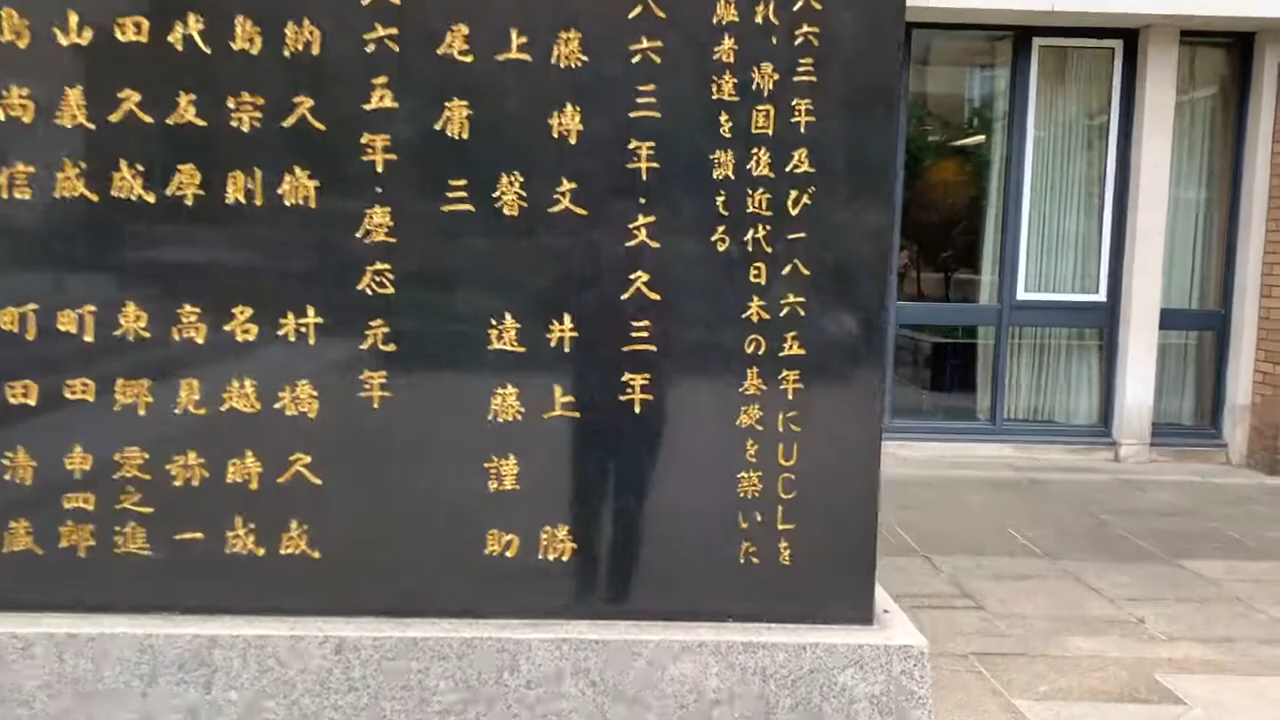 六三年及び一八六五年にUCLを
れ、帰国後近代日本の基礎を築いた
駆者達を讃える
八六三年・文久三年
藤博文 井上勝
上馨 遠藤謹助
尾庸三
六五年・慶応元年
納久脩 村橋久成
島宗則 名越時成
代友厚 高見弥一
田久成 東郷愛之進
山義成 町田申四郎
島尚信 町田清蔵